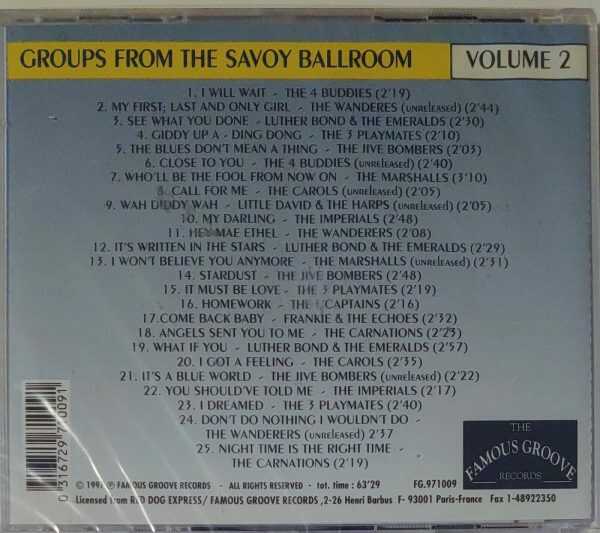 GROUPS FROM THE SAVOY BALLROOM
VOLUME 2
1. I WILL WAIT - THE 4 BUDDIES (2'19)
2. MY FIRST; LAST AND ONLY GIRL - THE WANDERES (unreleased) (2'44)
3. SEE WHAT YOU DONE - LUTHER BOND & THE EMERALDS (2'30)
4. GIDDY UP A - DING DONG - THE 3 PLAYMATES (2'10)
5. THE BLUES DON'T MEAN A THING - THE JIVE BOMBERS (2'03)
6. CLOSE TO YOU - THE 4 BUDDIES (unreleased) (2'40)
7. WHO'LL BE THE FOOL FROM NOW ON - THE MARSHALLS (3'10)
8. CALL FOR ME - THE CAROLS (unreleased) (2'05)
9. WAH DIDDY WAH - LITTLE DAVID & THE HARPS (unreleased) (2'05)
10. MY DARLING - THE IMPERIALS (2'48)
11. HEY MAE ETHEL - THE WANDERERS (2'08)
12. IT'S WRITTEN IN THE STARS - LUTHER BOND & THE EMERALDS (2'29)
13. I WON'T BELIEVE YOU ANYMORE - THE MARSHALLS (unreleased) (2'31)
14. STARDUST - THE JIVE BOMBERS (2'48)
15. IT MUST BE LOVE - THE 3 PLAYMATES (2'19)
16. HOMEWORK - THE CAPTAINS (2'16)
17.COME BACK BABY - FRANKIE & THE ECHOES (2'32)
18. ANGELS SENT YOU TO ME - THE CARNATIONS (2'23)
19. WHAT IF YOU - LUTHER BOND & THE EMERALDS (2'57)
20. I GOT A FEELING - THE CAROLS (2'35)
21. IT'S A BLUE WORLD - THE JIVE BOMBERS (unreleased) (2'22)
22. YOU SHOULD'VE TOLD ME - THE IMPERIALS (2'17)
23. I DREAMED - THE 3 PLAYMATES (2'40)
24. DON'T DO NOTHING I WOULDN'T DO -
THE WANDERERS (unreleased) 2'37
25. NIGHT TIME IS THE RIGHT TIME -
THE CARNATIONS (2'19)
THE
FAMOUS GROOVE
RECORDS
© 1997 ℗ FAMOUS GROOVE RECORDS - ALL RIGHTS RESERVED - tot. time : 63'29 FG.971009
Licensed from RED DOG EXPRESS/ FAMOUS GROOVE RECORDS ,2-26 Henri Barbus F- 93001 Paris-France Fax 1-48922350